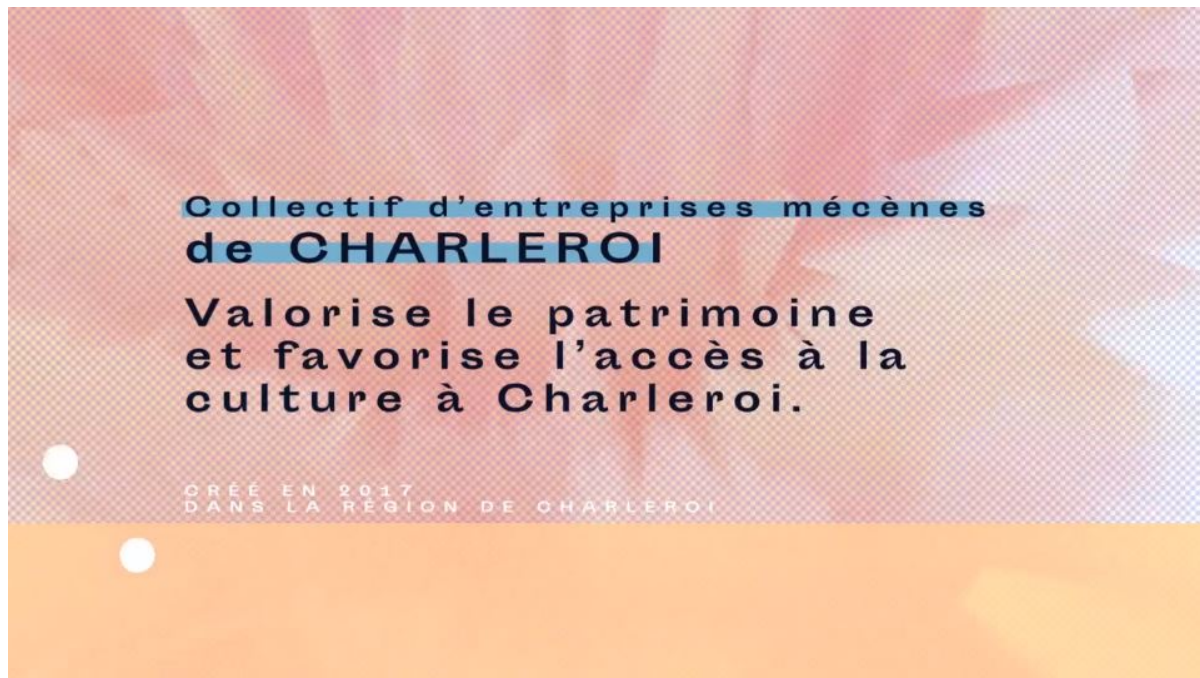 Collectif d’entreprises mécènes
de CHARLEROI
Valorise le patrimoine
et favorise l’accès à la
culture à Charleroi.
CRÉÉ EN 2017
DANS LA RÉGION DE CHARLEROI